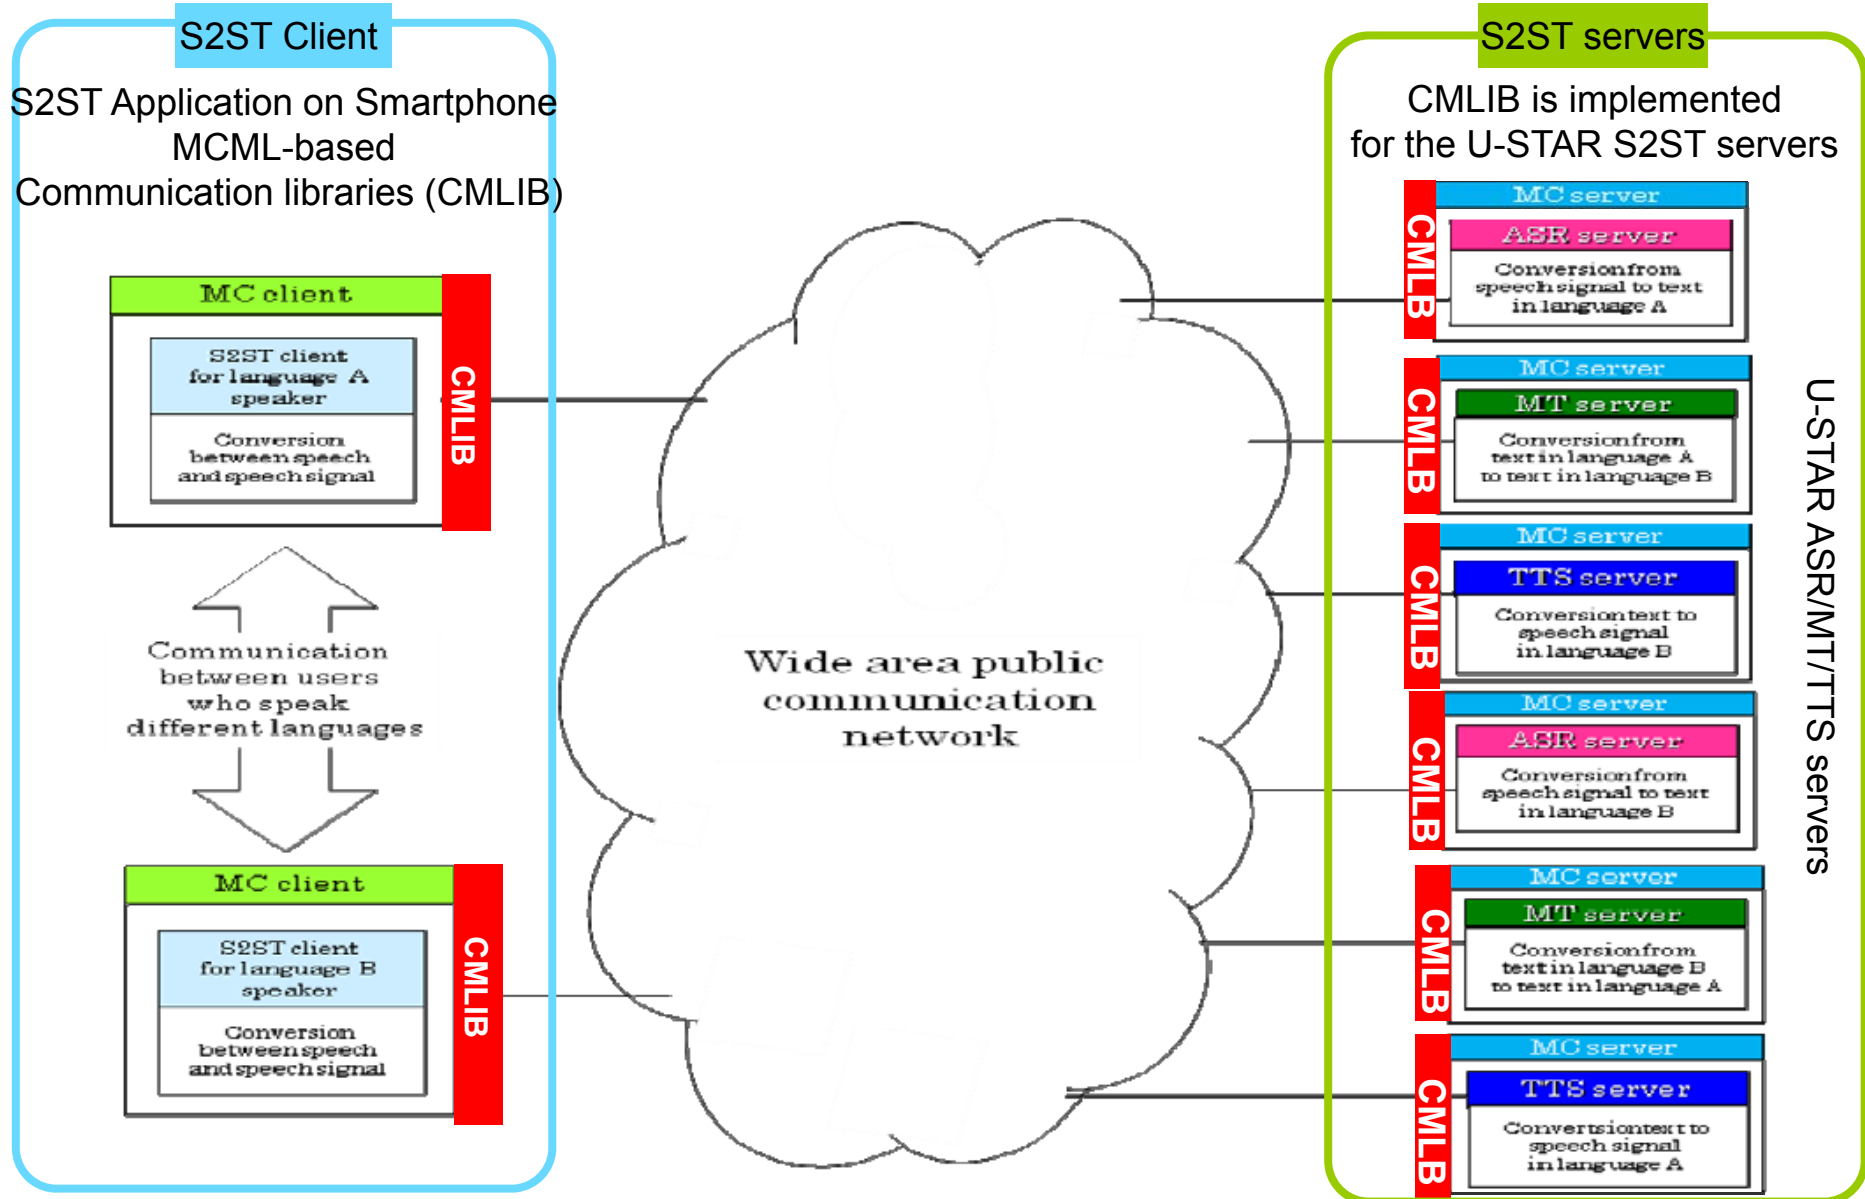 S2ST Client
S2ST Application on Smartphone
MCML-based
Communication libraries (CMLIB)
MC client
S2ST client
for language A
speaker
Conversion
between speech
and speech signal
CMLIB
Communication
between users
who speak
different languages
MC client
S2ST client
for language B
speaker
Conversion
between speech
and speech signal
CMLIB
Wide area public
communication
network
S2ST servers
CMLIB is implemented
for the U-STAR S2ST servers
CMLB
MC server
ASR server
Conversion from
speech signal to text
in language A
CMLB
MC server
MT server
Conversion from
text in language A
to text in language B
CMLB
MC server
TTS server
Conversion text to
speech signal
in language B
CMLB
MC server
ASR server
Conversion from
speech signal to text
in language B
CMLB
MC server
MT server
Conversion from
text in language B
to text in language A
CMLB
MC server
TTS server
Convertsion text to
speech signal
in language A
U-STAR ASR/MT/TTS servers